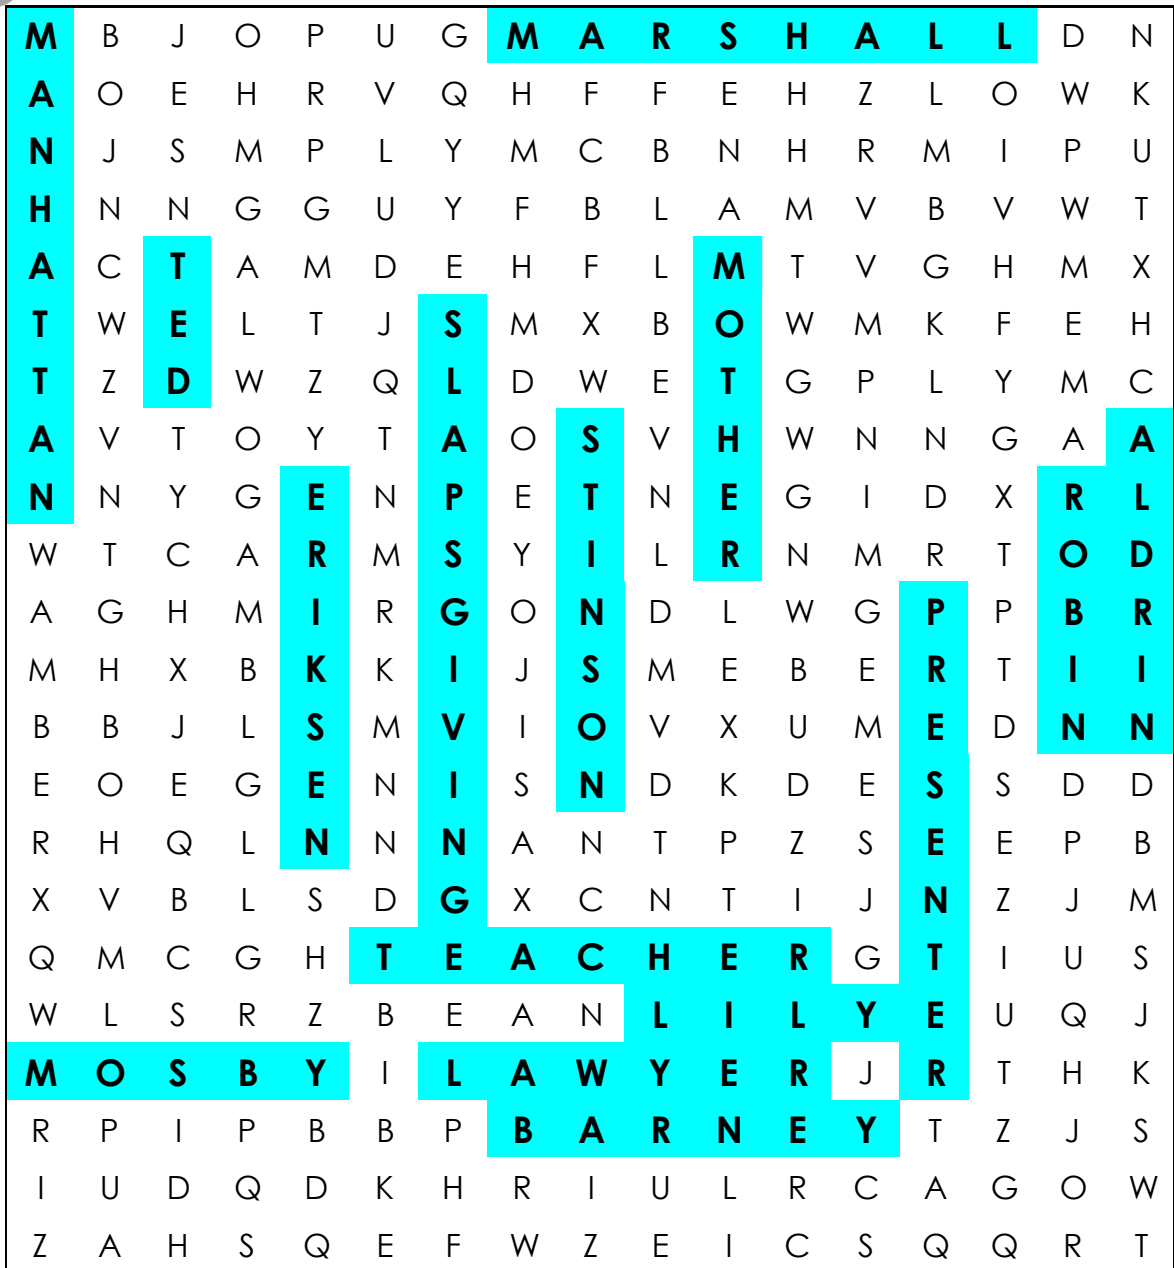 M B J O P U G M A R S H A L L D N
A O E H R V Q H F F E H Z L O W K
N J S M P L Y M C B N H R M I P U
H N N G G U Y F B L A M V B V W T
A C T A M D E H F L M T V G H M X
T W E L T J S M X B O W M K F E H
T Z D W Z Q L D W E T G P L Y M C
A V T O Y T A O S V H W N N G A A
N N Y G E N P E T N E G I D X R L
W T C A R M S Y I L R N M R T O D
A G H M I R G O N D L W G P P B R
M H X B K K I J S M E B E R T I I
B B J L S M V I O V X U M E D N N
E O E G E N I S N D K D E S S D D
R H Q L N N N A N T P Z S E E P B
X V B L S D G X C N T I J N Z J M
Q M C G H T E A C H E R G T I U S
W L S R Z B E A N L I L Y E U Q J
M O S B Y I L A W Y E R J R T H K
R P I P B B P B A R N E Y T Z J S
I U D Q D K H R I U L R C A G O W
Z A H S Q E F W Z E I C S Q Q R T